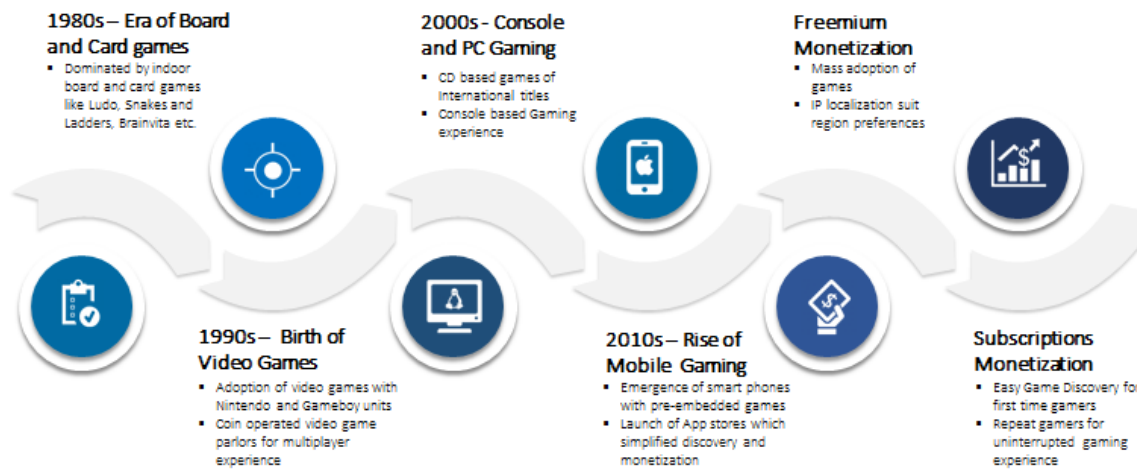 1980s – Era of Board
and Card games
▪ Dominated by indoor
board and card games
like Ludo, Snakes and
Ladders, Brainvita etc.
1990s – Birth of
Video Games
▪ Adoption of video games with
Nintendo and Gameboy units
▪ Coin operated video game
parlors for multiplayer
experience
2000s - Console
and PC Gaming
▪ CD based games of
International titles
▪ Console based Gaming
experience
2010s – Rise of
Mobile Gaming
▪ Emergence of smart phones
with pre-embedded games
▪ Launch of App stores which
simplified discovery and
monetization
Freemium
Monetization
▪ Mass adoption of
games
▪ IP localization suit
region preferences
Subscriptions
Monetization
▪ Easy Game Discovery for
first time gamers
▪ Repeat gamers for
uninterrupted gaming
experience